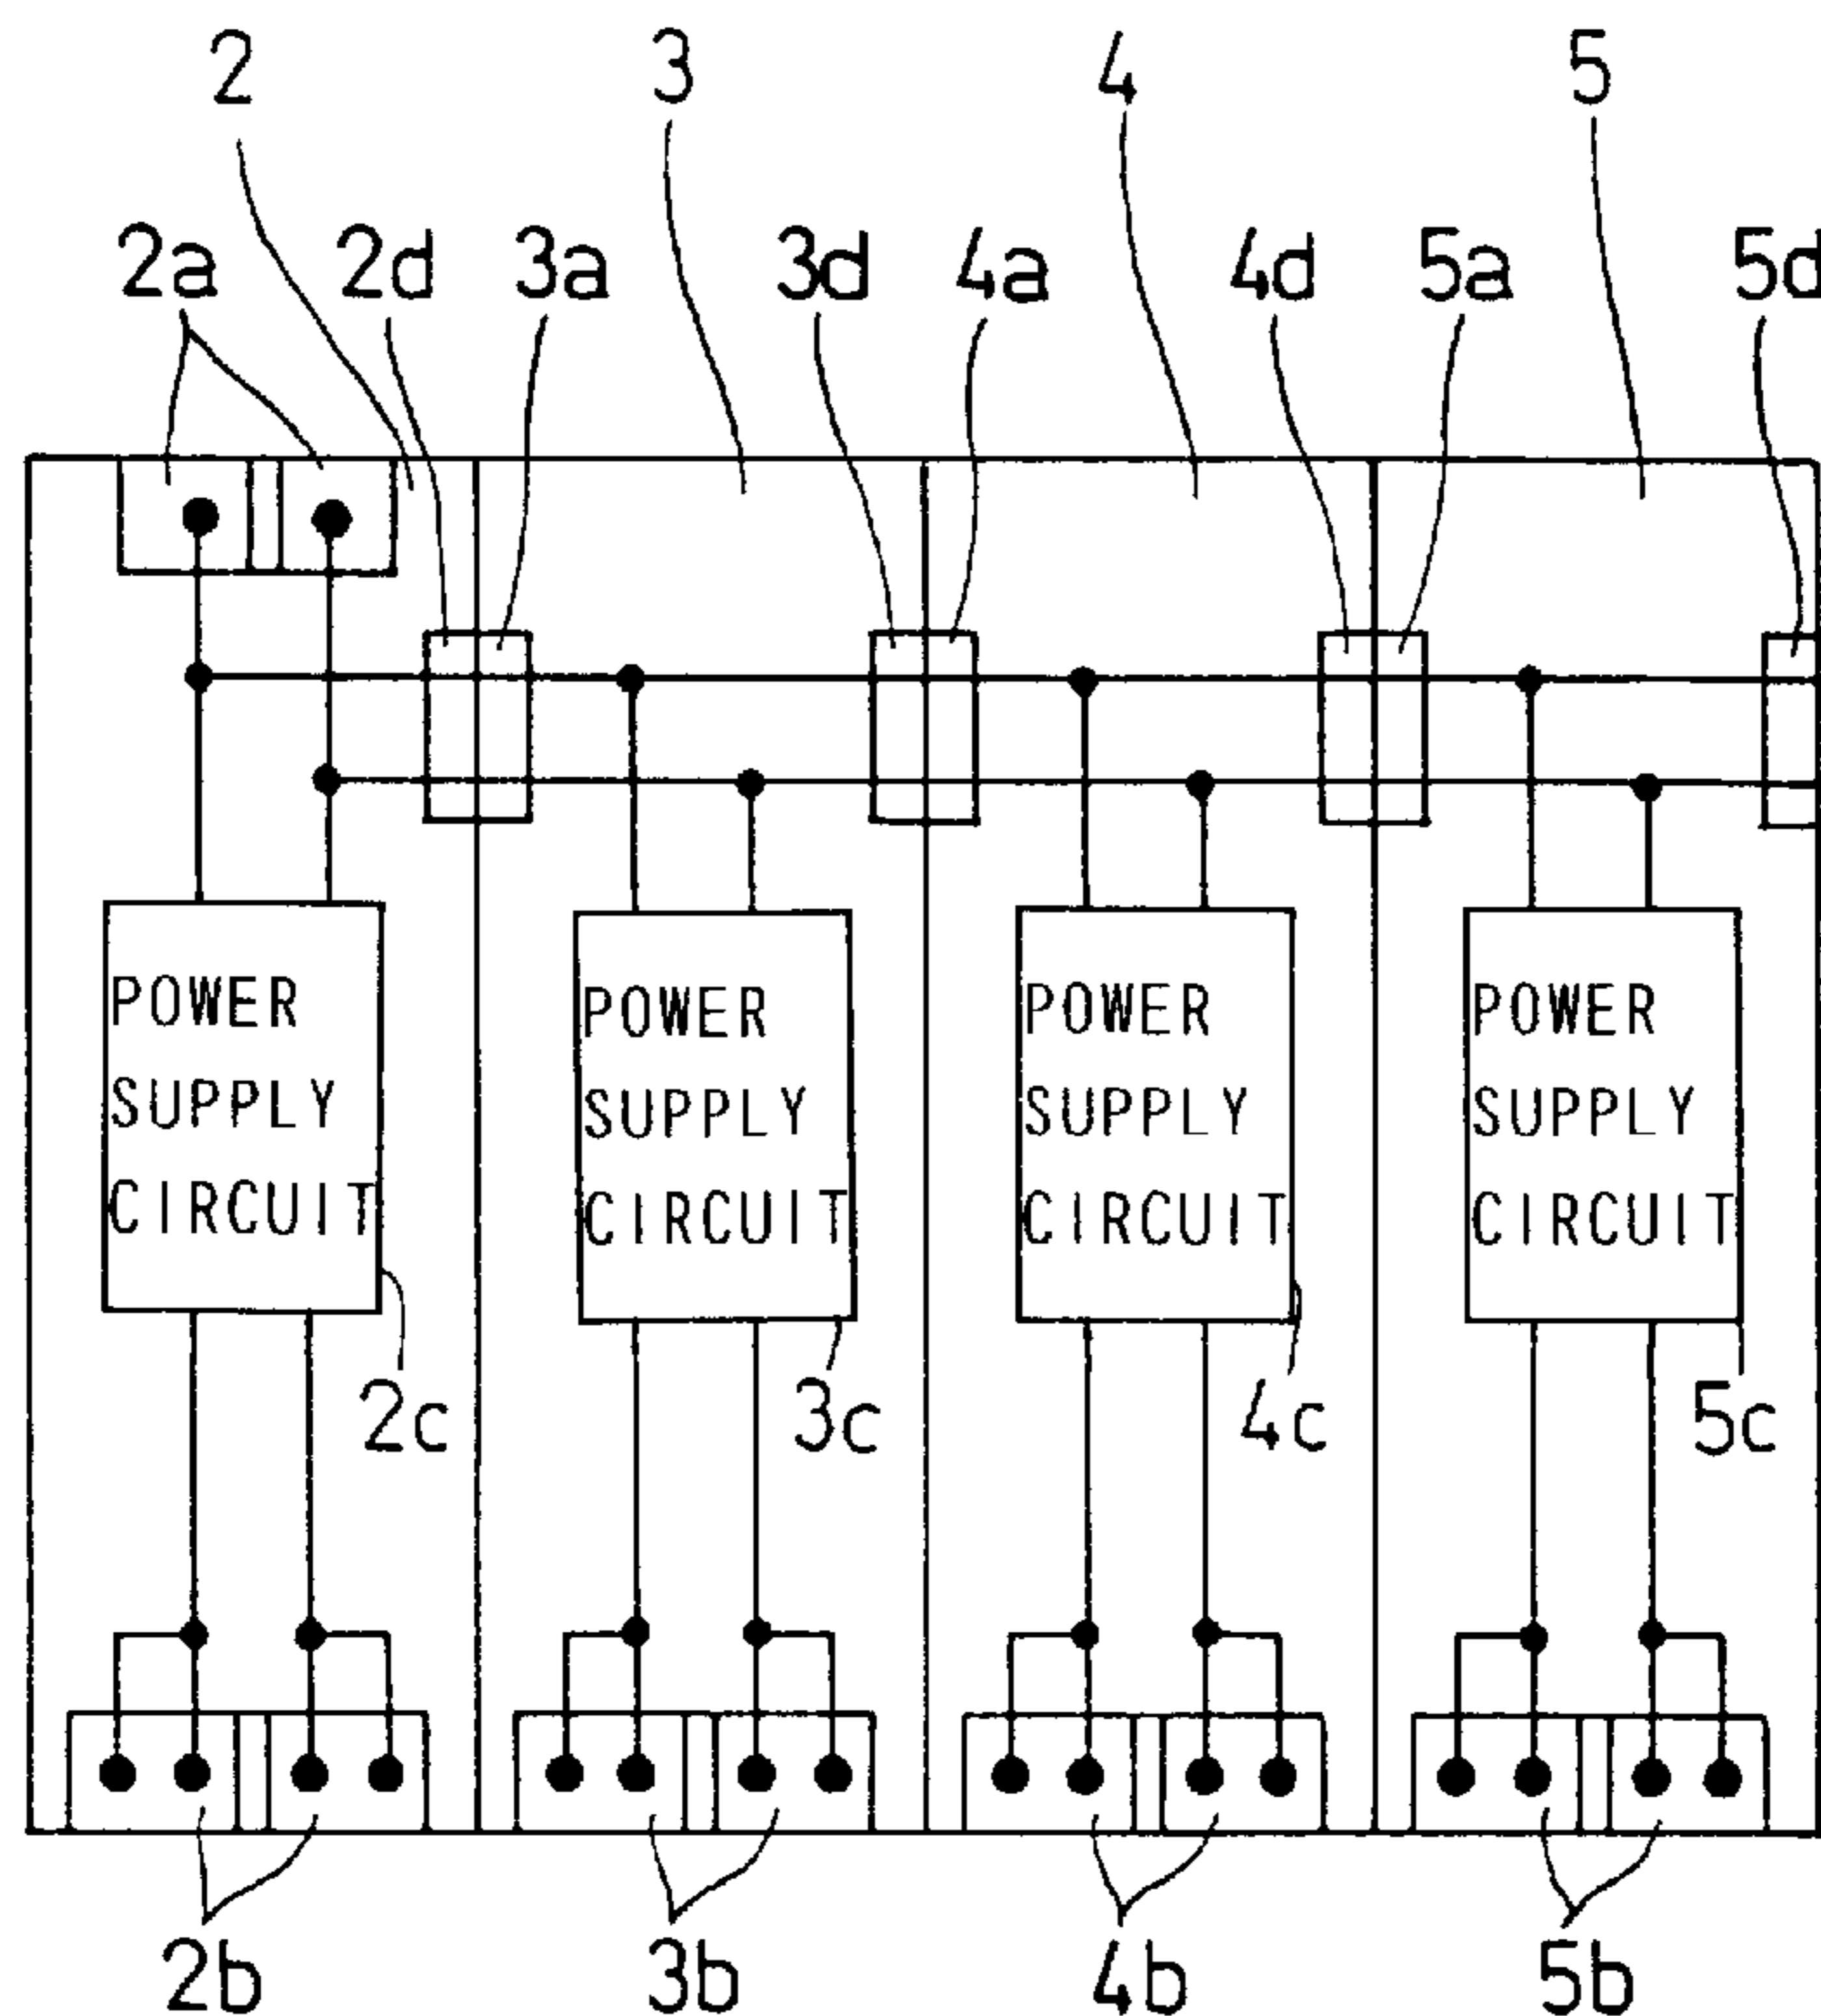 2 3 4 5
2a 2d 3a 3d 4a 4d 5a 5d
POWER
SUPPLY
CIRCUIT
POWER
SUPPLY
CIRCUIT
POWER
SUPPLY
CIRCUIT
POWER
SUPPLY
CIRCUIT
2c 3c 4c 5c
2b 3b 4b 5b